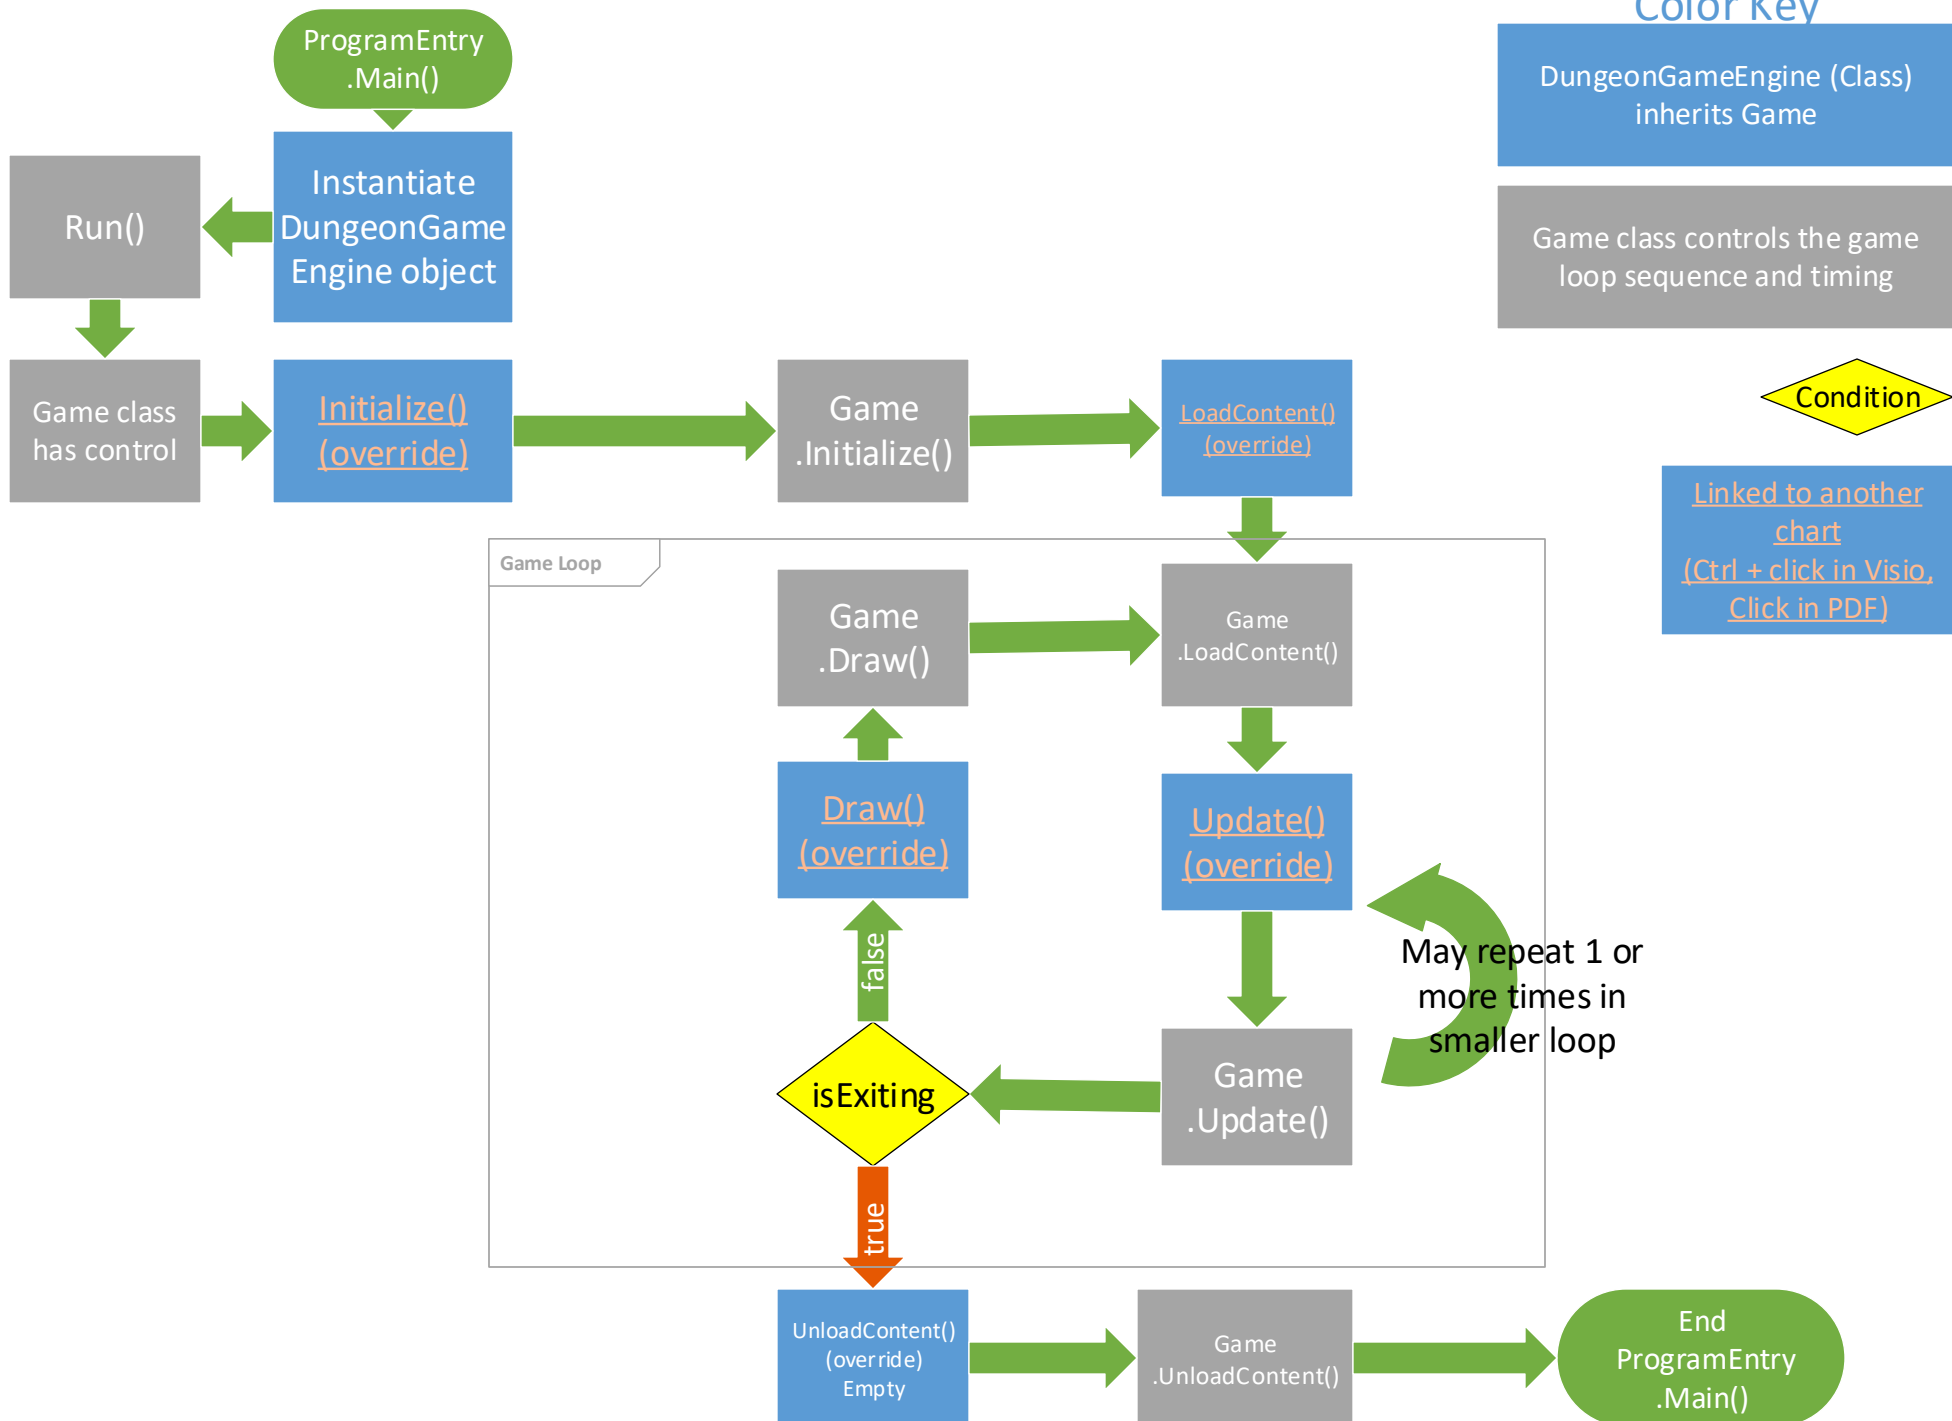 Color Key
ProgramEntry
.Main()
DungeonGameEngine (Class)
inherits Game
Instantiate
DungeonGame
Engine object
Run()
Game class controls the game
loop sequence and timing
Game class
has control
Initialize()
(override)
Game
.Initialize()
LoadContent()
(override)
Condition
Linked to another
chart
(Ctrl + click in Visio,
Click in PDF)
Game Loop
Game
.Draw()
Game
.LoadContent()
Draw()
(override)
Update()
(override)
false
May repeat 1 or
more times in
smaller loop
isExiting
Game
.Update()
true
UnloadContent()
(override)
Empty
Game
.UnloadContent()
End
ProgramEntry
.Main()